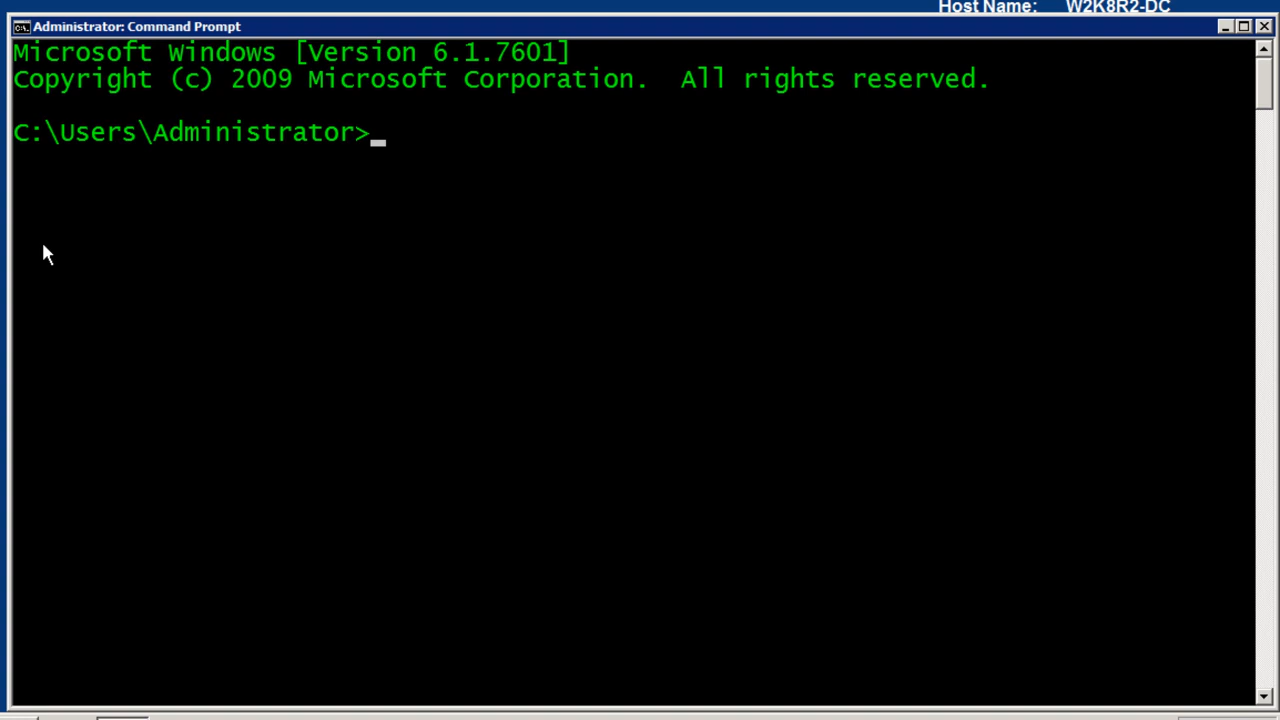 Host Name: W2K8R2-DC
Administrator: Command Prompt
Microsoft Windows [Version 6.1.7601]
Copyright (c) 2009 Microsoft Corporation.  All rights reserved.
C:\Users\Administrator>